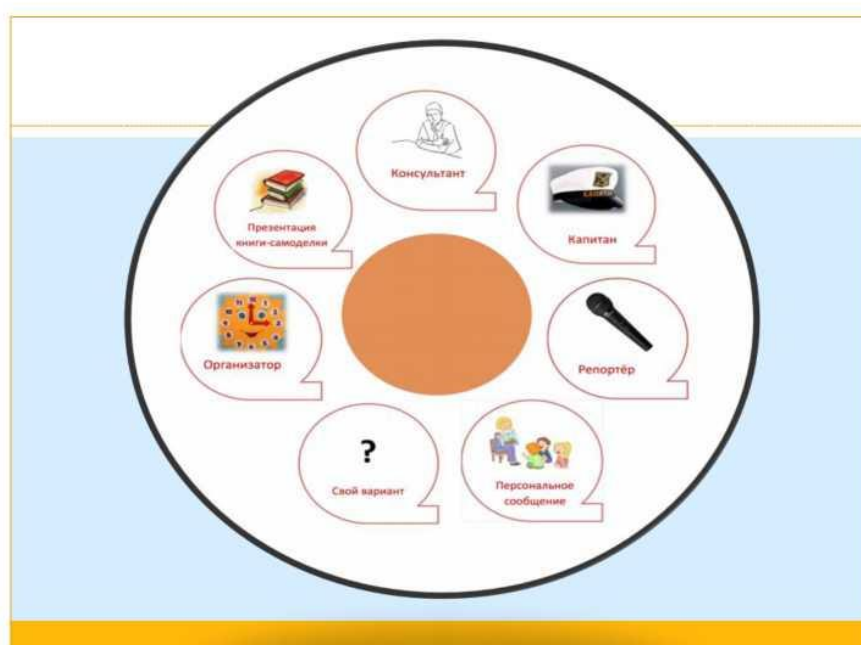 Консультант
Капитан
Репортёр
Персональное
сообщение
?
Свой вариант
Организатор
Презентация
книги-самоделки